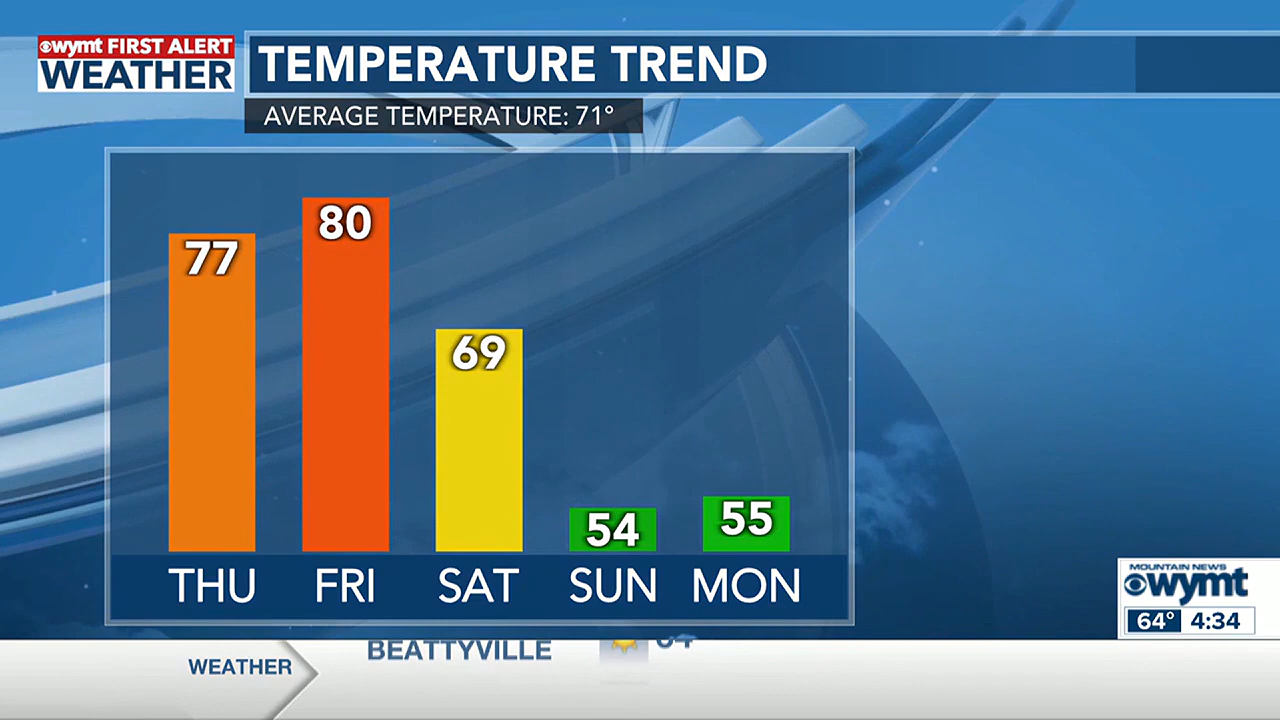 wymt FIRST ALERT
WEATHER
TEMPERATURE TREND
AVERAGE TEMPERATURE: 71°
77
80
69
54
55
THU
FRI
SAT
SUN
MON
MOUNTAIN NEWS
wymt
64° 4:34
WEATHER
BEATTYVILLE